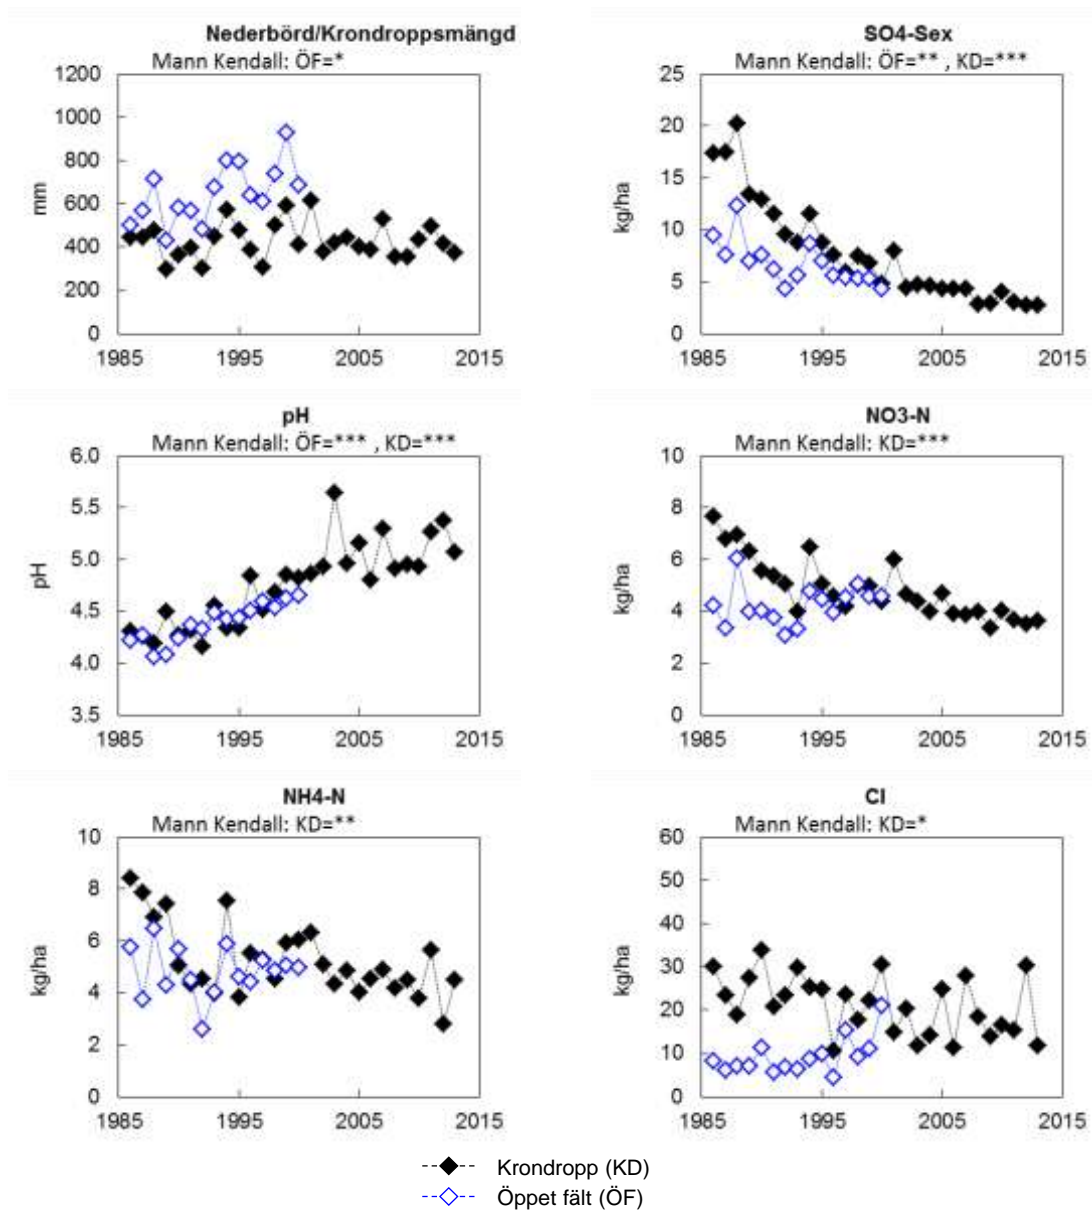 Nederbörd/Krondroppsmängd
Mann Kendall: ÖF=*
1200
1000
800
600
400
200
0
mm
1985 1995 2005 2015
SO4-Sex
Mann Kendall: ÖF=** , KD=***
25
20
15
10
5
0
kg/ha
1985 1995 2005 2015
pH
Mann Kendall: ÖF=*** , KD=***
6.0
5.5
5.0
4.5
4.0
3.5
pH
1985 1995 2005 2015
NO3-N
Mann Kendall: KD=***
10
8
6
4
2
0
kg/ha
1985 1995 2005 2015
NH4-N
Mann Kendall: KD=**
10
8
6
4
2
0
kg/ha
1985 1995 2005 2015
Cl
Mann Kendall: KD=*
60
50
40
30
20
10
0
kg/ha
1985 1995 2005 2015
Krondropp (KD)
Öppet fält (ÖF)